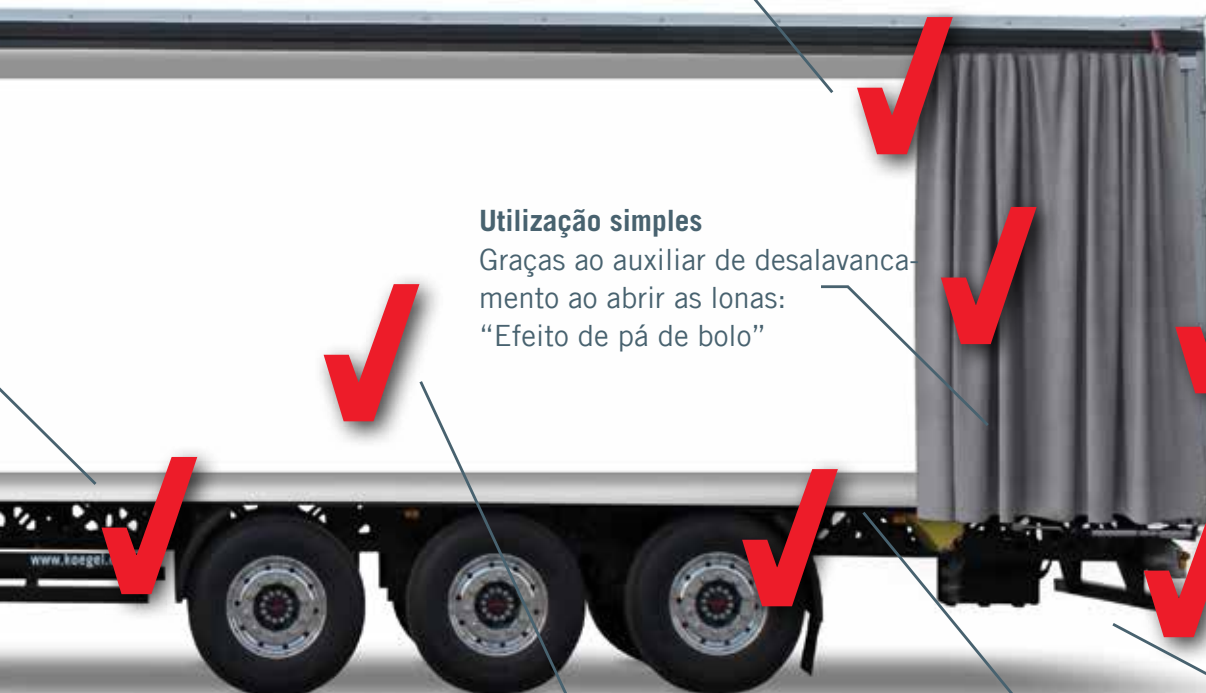 Utilização simples
Graças ao auxiliar de desalavanca-
mento ao abrir as lonas:
“Efeito de pá de bolo”
www.koegel.